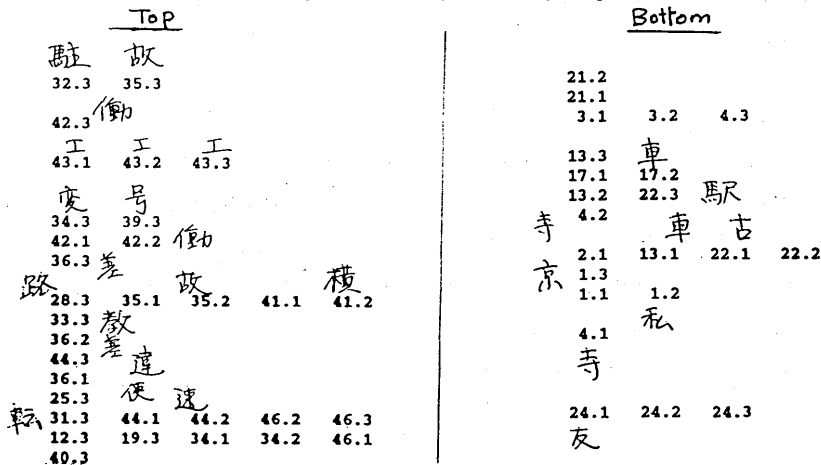 Top
駐 故
32.3 35.3
働
42.3
工 工 工
43.1 43.2 43.3
変 号
34.3 39.3
42.1 42.2 働
36.3 差
路 故 横
28.3 35.1 35.2 41.1 41.2
33.3 教
36.2 差
44.3 違
36.1
25.3 便 速
転 31.3 44.1 44.2 46.2 46.3
12.3 19.3 34.1 34.2 46.1
40.3
Bottom
21.2
21.1
3.1 3.2 4.3
13.3 車
17.1 17.2
13.2 22.3 駅
寺 4.2 車 古
2.1 13.1 22.1 22.2
京 1.3
1.1 1.2
私
4.1
寺
24.1 24.2 24.3
友